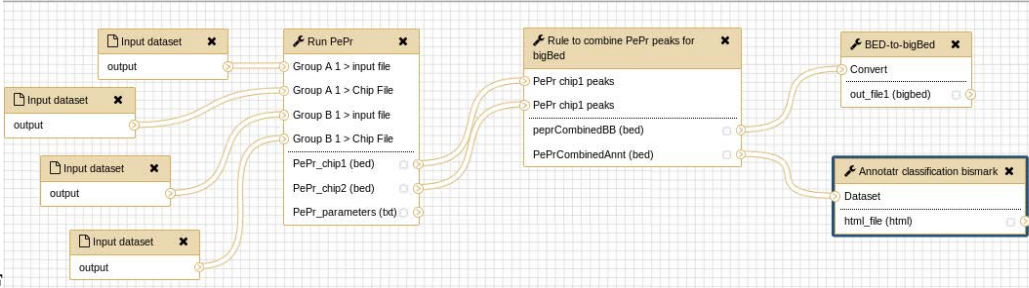 Input dataset
output
Input dataset
output
Input dataset
output
Input dataset
output
Run PePr
Group A 1 > input file
Group A 1 > Chip File
Group B 1 > input file
Group B 1 > Chip File
PePr_chip1 (bed)
PePr_chip2 (bed)
PePr_parameters (txt)
Rule to combine PePr peaks for
bigBed
PePr chip1 peaks
PePr chip1 peaks
peprCombinedBB (bed)
PePrCombinedAnnt (bed)
BED-to-bigBed
Convert
out_file1 (bigbed)
Annotatr classification bismark
Dataset
html_file (html)